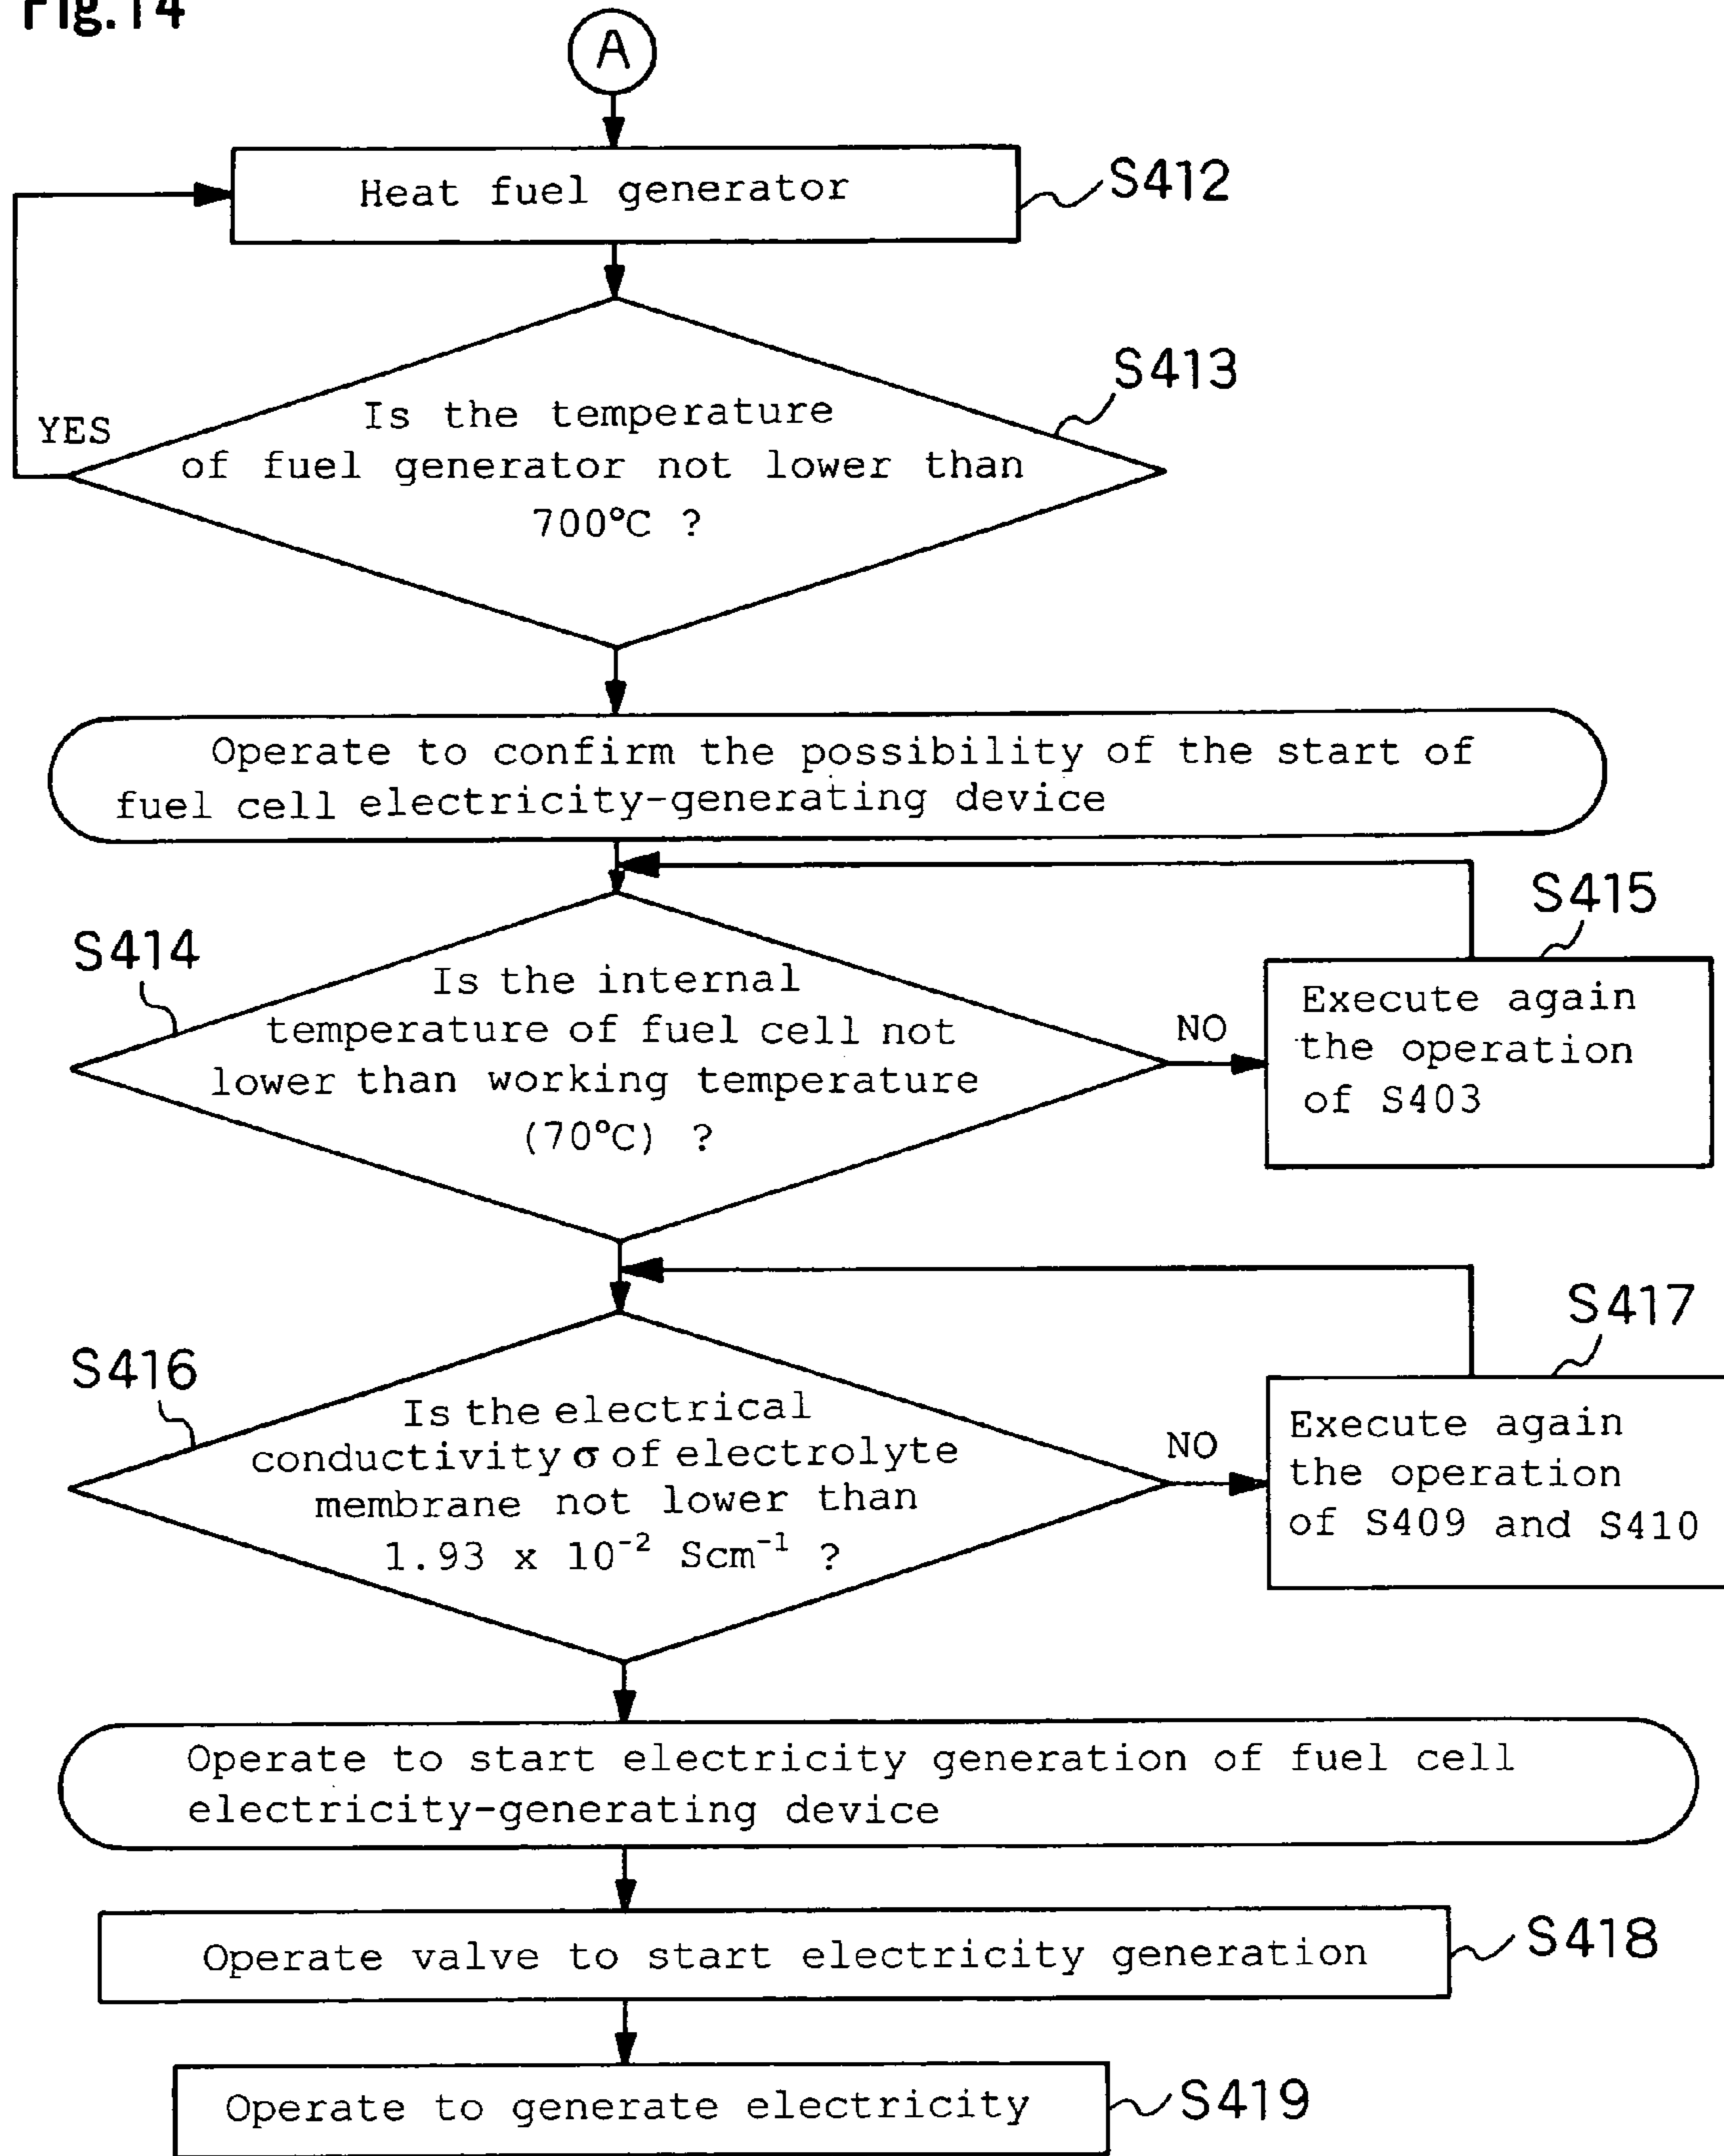 Fig.14
A
Heat fuel generator
S412
S413
Is the temperature
of fuel generator not lower than
700°C ?
YES
Operate to confirm the possibility of the start of
fuel cell electricity-generating device
S414
Is the internal
temperature of fuel cell not
lower than working temperature
(70°C) ?
NO
S415
Execute again
the operation
of S403
S416
Is the electrical
conductivity σ of electrolyte
membrane not lower than
1.93 x 10⁻² Scm⁻¹ ?
NO
S417
Execute again
the operation
of S409 and S410
Operate to start electricity generation of fuel cell
electricity-generating device
Operate valve to start electricity generation
S418
Operate to generate electricity
S419